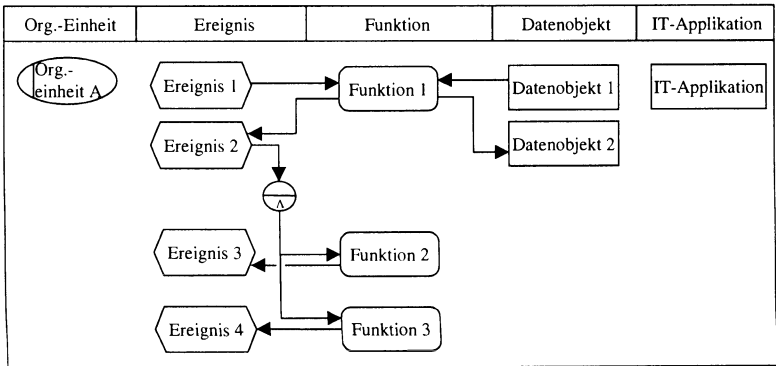 Org.-Einheit Ereignis Funktion Datenobjekt IT-Applikation
Org.-
einheit A
Ereignis 1 Funktion 1 Datenobjekt 1 IT-Applikation
Ereignis 2 Datenobjekt 2
Λ
Ereignis 3 Funktion 2
Ereignis 4 Funktion 3